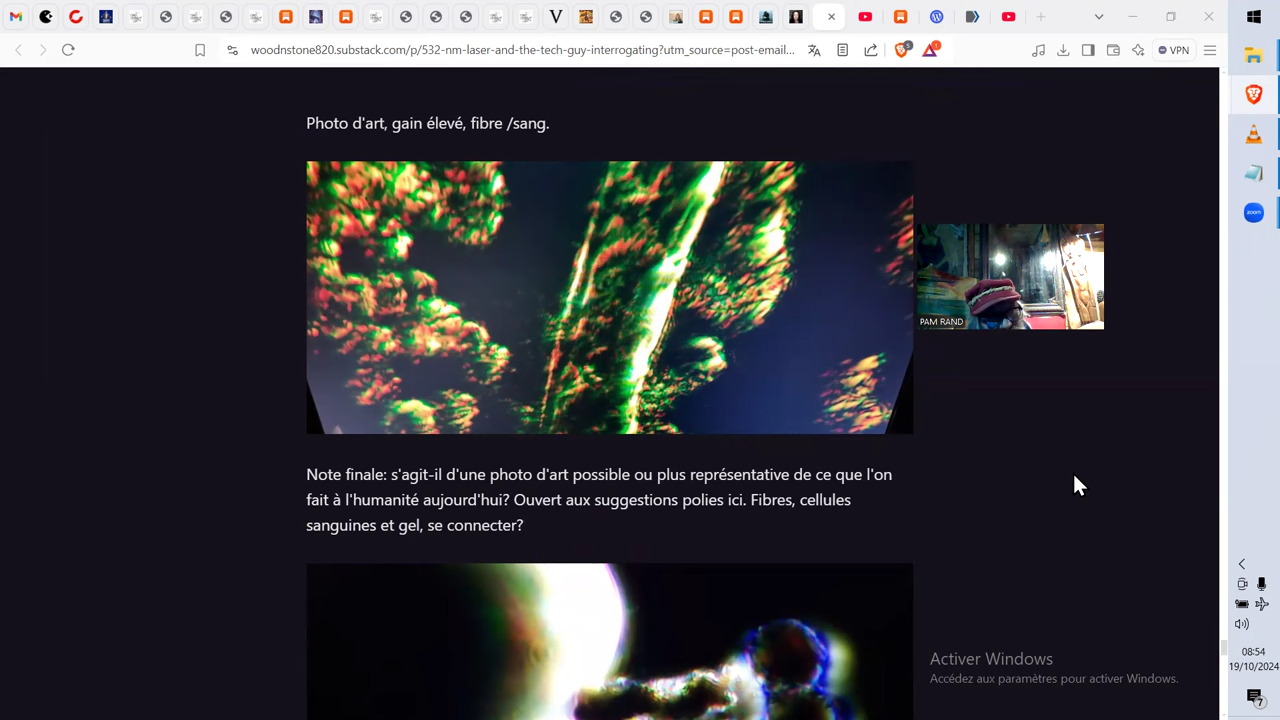 woodnstone820.substack.com/p/532-nm-laser-and-the-tech-guy-interrogating?utm_source=post-email...
VPN
Photo d'art, gain élevé, fibre /sang.
PAM RAND
Note finale: s'agit-il d'une photo d'art possible ou plus représentative de ce que l'on
fait à l'humanité aujourd'hui? Ouvert aux suggestions polies ici. Fibres, cellules
sanguines et gel, se connecter?
Activer Windows
Accédez aux paramètres pour activer Windows.
zoom
08:54
19/10/2024
7